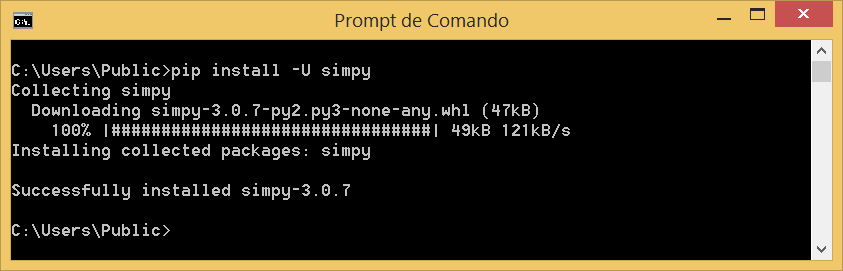 Prompt de Comando
C:\Users\Public>pip install -U simpy
Collecting simpy
  Downloading simpy-3.0.7-py2.py3-none-any.whl (47kB)
    100% |################################| 49kB 121kB/s
Installing collected packages: simpy
Successfully installed simpy-3.0.7
C:\Users\Public>